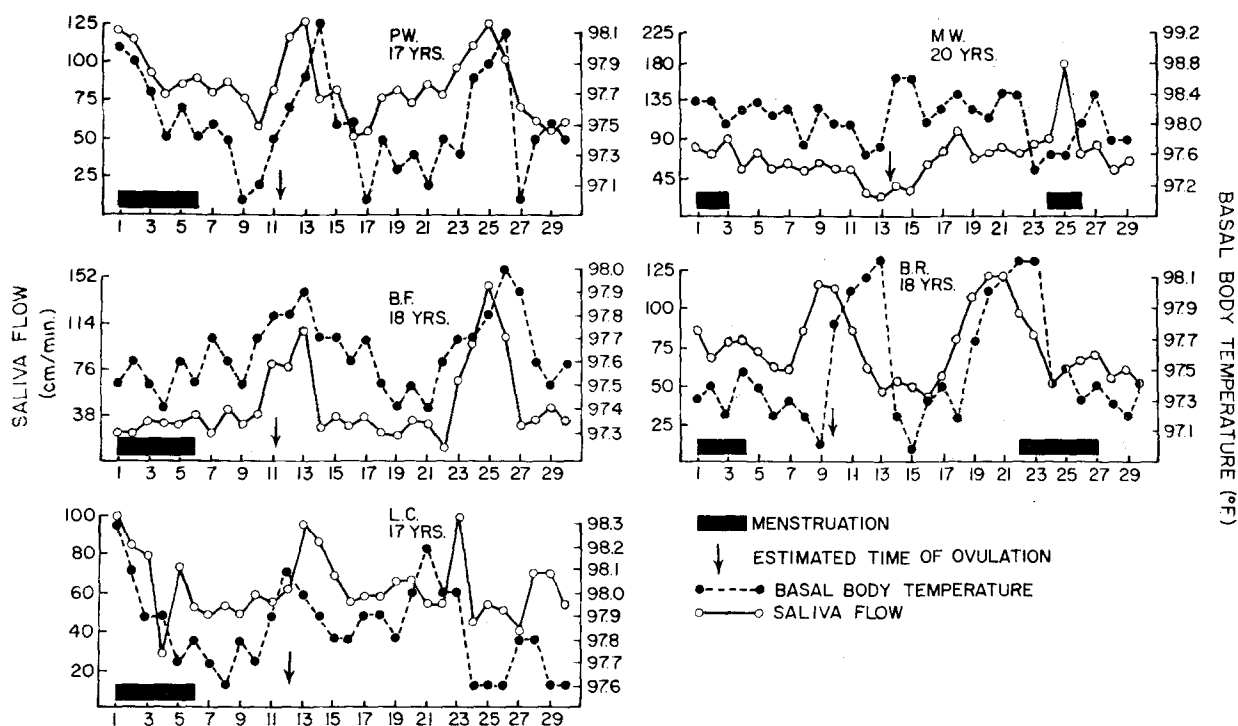 SALIVA FLOW
(cm/min.)
P.W.
17 YRS.
125
100
75
50
25
98.1
97.9
97.7
97.5
97.3
97.1
1 3 5 7 9 11 13 15 17 19 21 23 25 27 29
M.W.
20 YRS.
225
180
135
90
45
99.2
98.8
98.4
98.0
97.6
97.2
1 3 5 7 9 11 13 15 17 19 21 23 25 27 29
B.F.
18 YRS.
152
114
76
38
98.0
97.9
97.8
97.7
97.6
97.5
97.4
97.3
1 3 5 7 9 11 13 15 17 19 21 23 25 27 29
B.R.
18 YRS.
125
100
75
50
25
98.1
97.9
97.7
97.5
97.3
97.1
1 3 5 7 9 11 13 15 17 19 21 23 25 27 29
L.C.
17 YRS.
100
80
60
40
20
98.3
98.2
98.1
98.0
97.9
97.8
97.7
97.6
1 3 5 7 9 11 13 15 17 19 21 23 25 27 29
BASAL BODY TEMPERATURE (°F)
MENSTRUATION
ESTIMATED TIME OF OVULATION
BASAL BODY TEMPERATURE
SALIVA FLOW